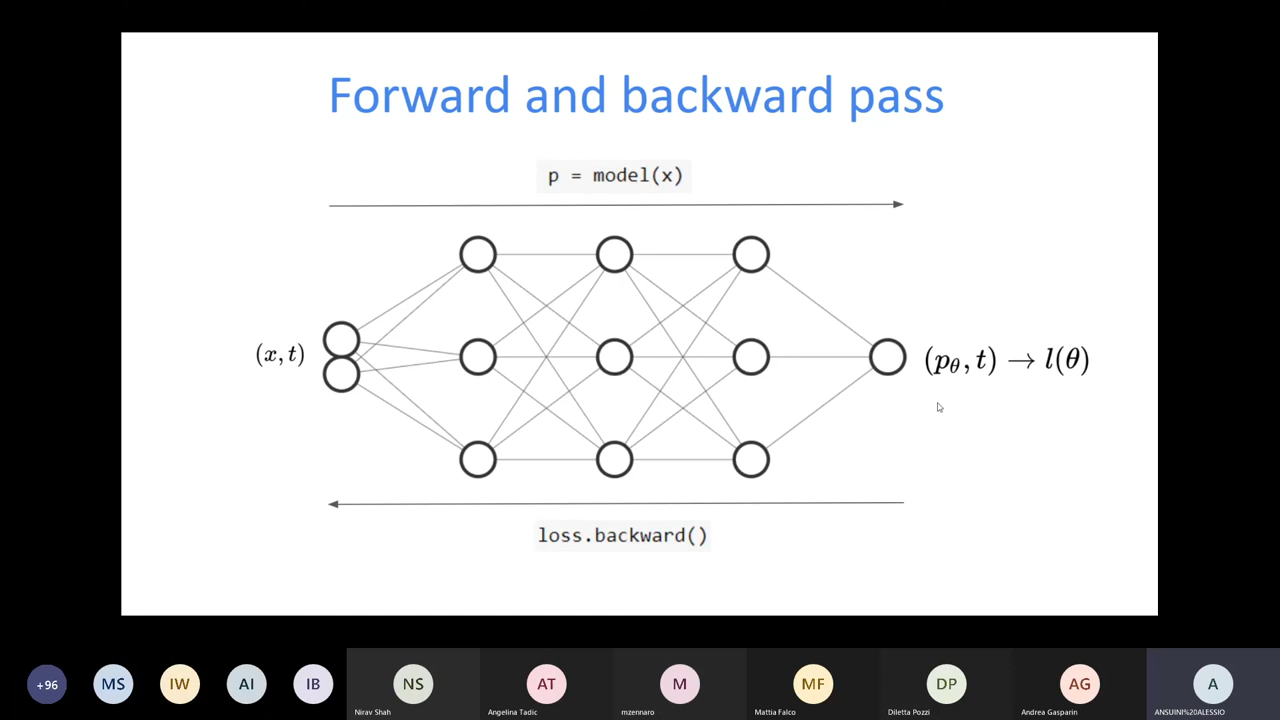 Forward and backward pass
p = model(x)
(x, t)
(pθ, t) → l(θ)
loss.backward()
+96
MS
IW
AI
IB
NS
AT
M
MF
DP
AG
A
Nirav Shah
Angelina Tadic
mzennaro
Mattia Falco
Diletta Pozzi
Andrea Gasparin
ANSUINI%20ALESSIO